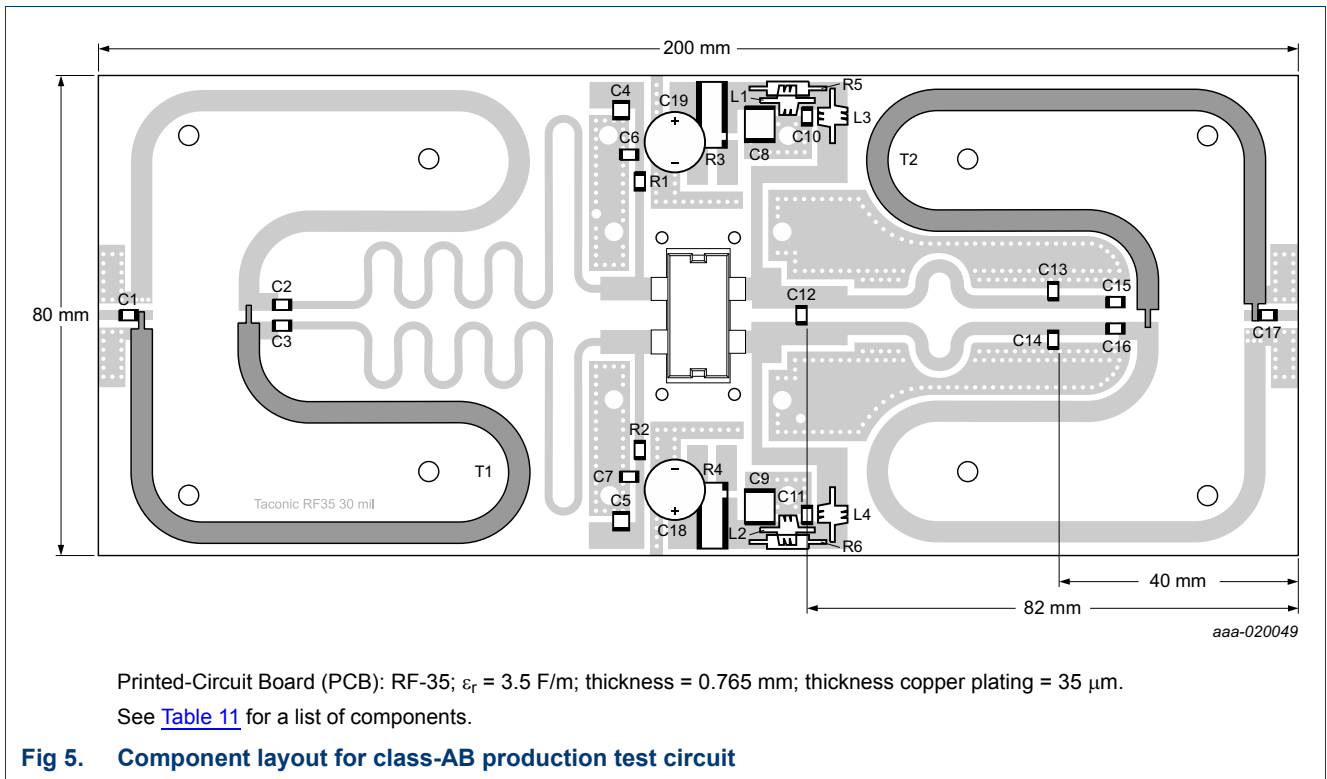 200 mm
80 mm
C4
C19
L1
R5
C6
R3
C8
C10
L3
R1
T2
C1
C2
C3
C12
C13
C15
C14
C16
C17
+
−
R2
C7
C5
R4
C9
C11
L4
C18
L2
R6
−
+
T1
Taconic RF35 30 mil
40 mm
82 mm
aaa-020049
Printed-Circuit Board (PCB): RF-35; εr = 3.5 F/m; thickness = 0.765 mm; thickness copper plating = 35 μm.
See Table 11 for a list of components.
Fig 5. Component layout for class-AB production test circuit